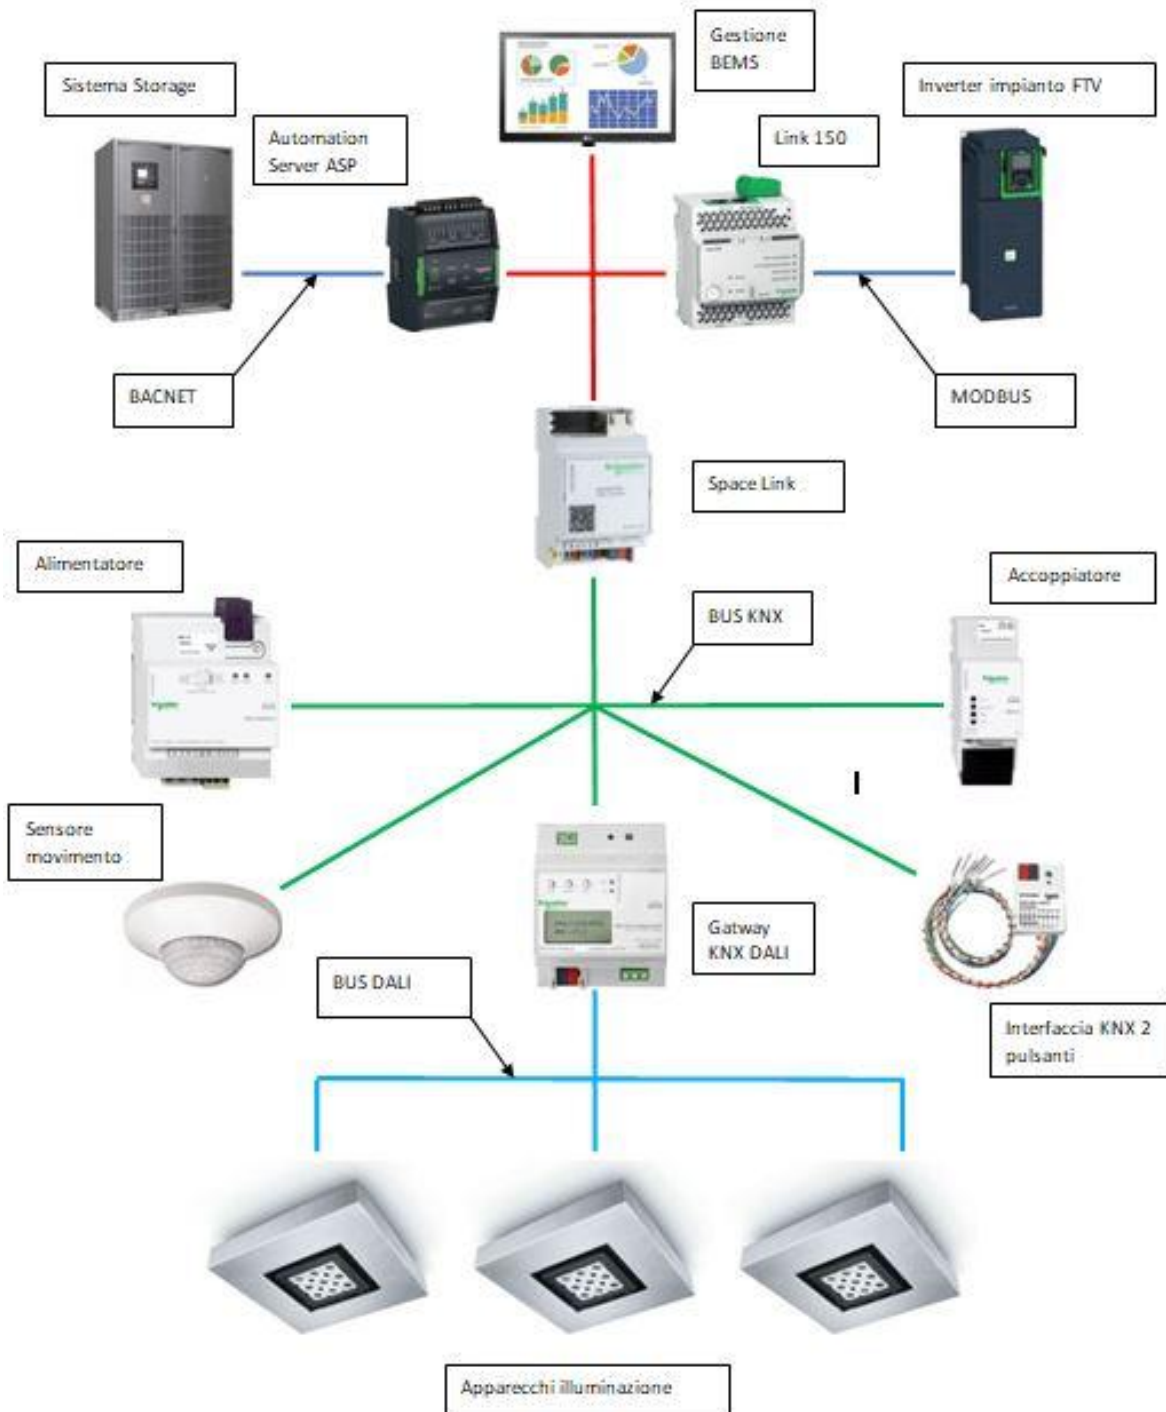 Gestione
BEMS
Sistema Storage
Inverter impianto FTV
Automation
Server ASP
Link 150
BACNET
MODBUS
Space Link
Alimentatore
Accoppiatore
BUS KNX
Sensore
movimento
Gatway
KNX DALI
BUS DALI
Interfaccia KNX 2
pulsanti
Apparecchi illuminazione